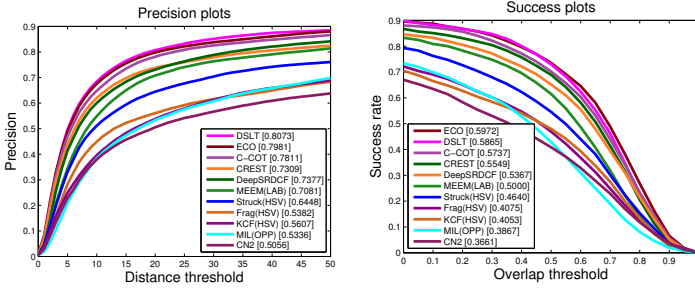 Precision plots
Precision
0.9
0.8
0.7
0.6
0.5
0.4
0.3
0.2
0.1
0
0 5 10 15 20 25 30 35 40 45 50
Distance threshold
DSLT [0.8073]
ECO [0.7981]
C-COT [0.7811]
CREST [0.7309]
DeepSRDCF [0.7377]
MEEM(LAB) [0.7081]
Struck(HSV) [0.6448]
Frag(HSV) [0.5382]
KCF(HSV) [0.5607]
MIL(OPP) [0.5336]
CN2 [0.5056]
Success plots
Success rate
0.9
0.8
0.7
0.6
0.5
0.4
0.3
0.2
0.1
0
0 0.1 0.2 0.3 0.4 0.5 0.6 0.7 0.8 0.9
Overlap threshold
ECO [0.5972]
DSLT [0.5865]
C-COT [0.5737]
CREST [0.5549]
DeepSRDCF [0.5367]
MEEM(LAB) [0.5000]
Struck(HSV) [0.4640]
Frag(HSV) [0.4075]
KCF(HSV) [0.4053]
MIL(OPP) [0.3867]
CN2 [0.3661]